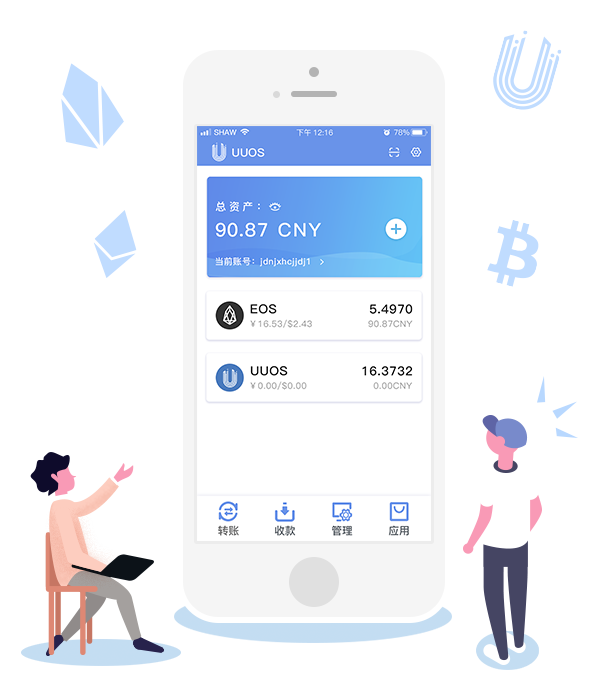 SHAW 下午 12:16 78%
UUOS
总资产：
90.87 CNY
当前账号: jdnjxhcjjdj1 >
EOS 5.4970
¥16.53/$2.43 90.87CNY
UUOS 16.3732
¥0.00/$0.00 0.00CNY
转账 收款 管理 应用